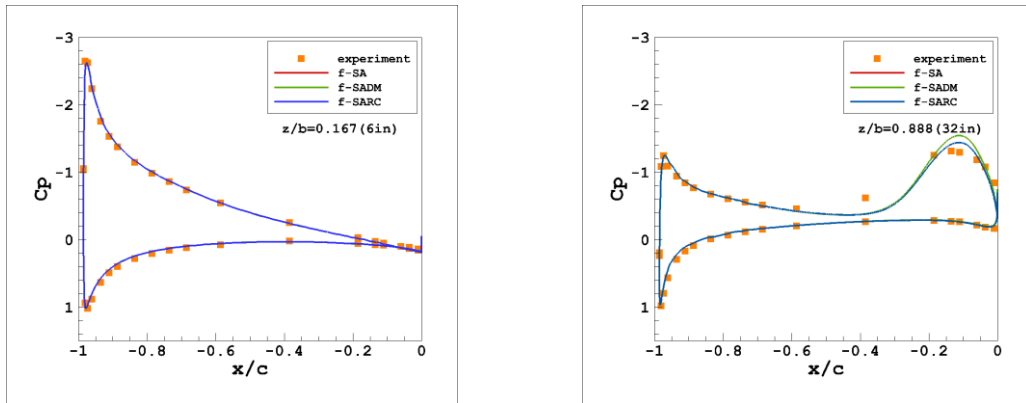 -3
-2
-1
0
1
Cp
-1
-0.8
-0.6
-0.4
-0.2
0
x/c
experiment
f-SA
f-SADM
f-SARC
z/b=0.167(6in)
-3
-2
-1
0
1
Cp
-1
-0.8
-0.6
-0.4
-0.2
0
x/c
experiment
f-SA
f-SADM
f-SARC
z/b=0.888(32in)